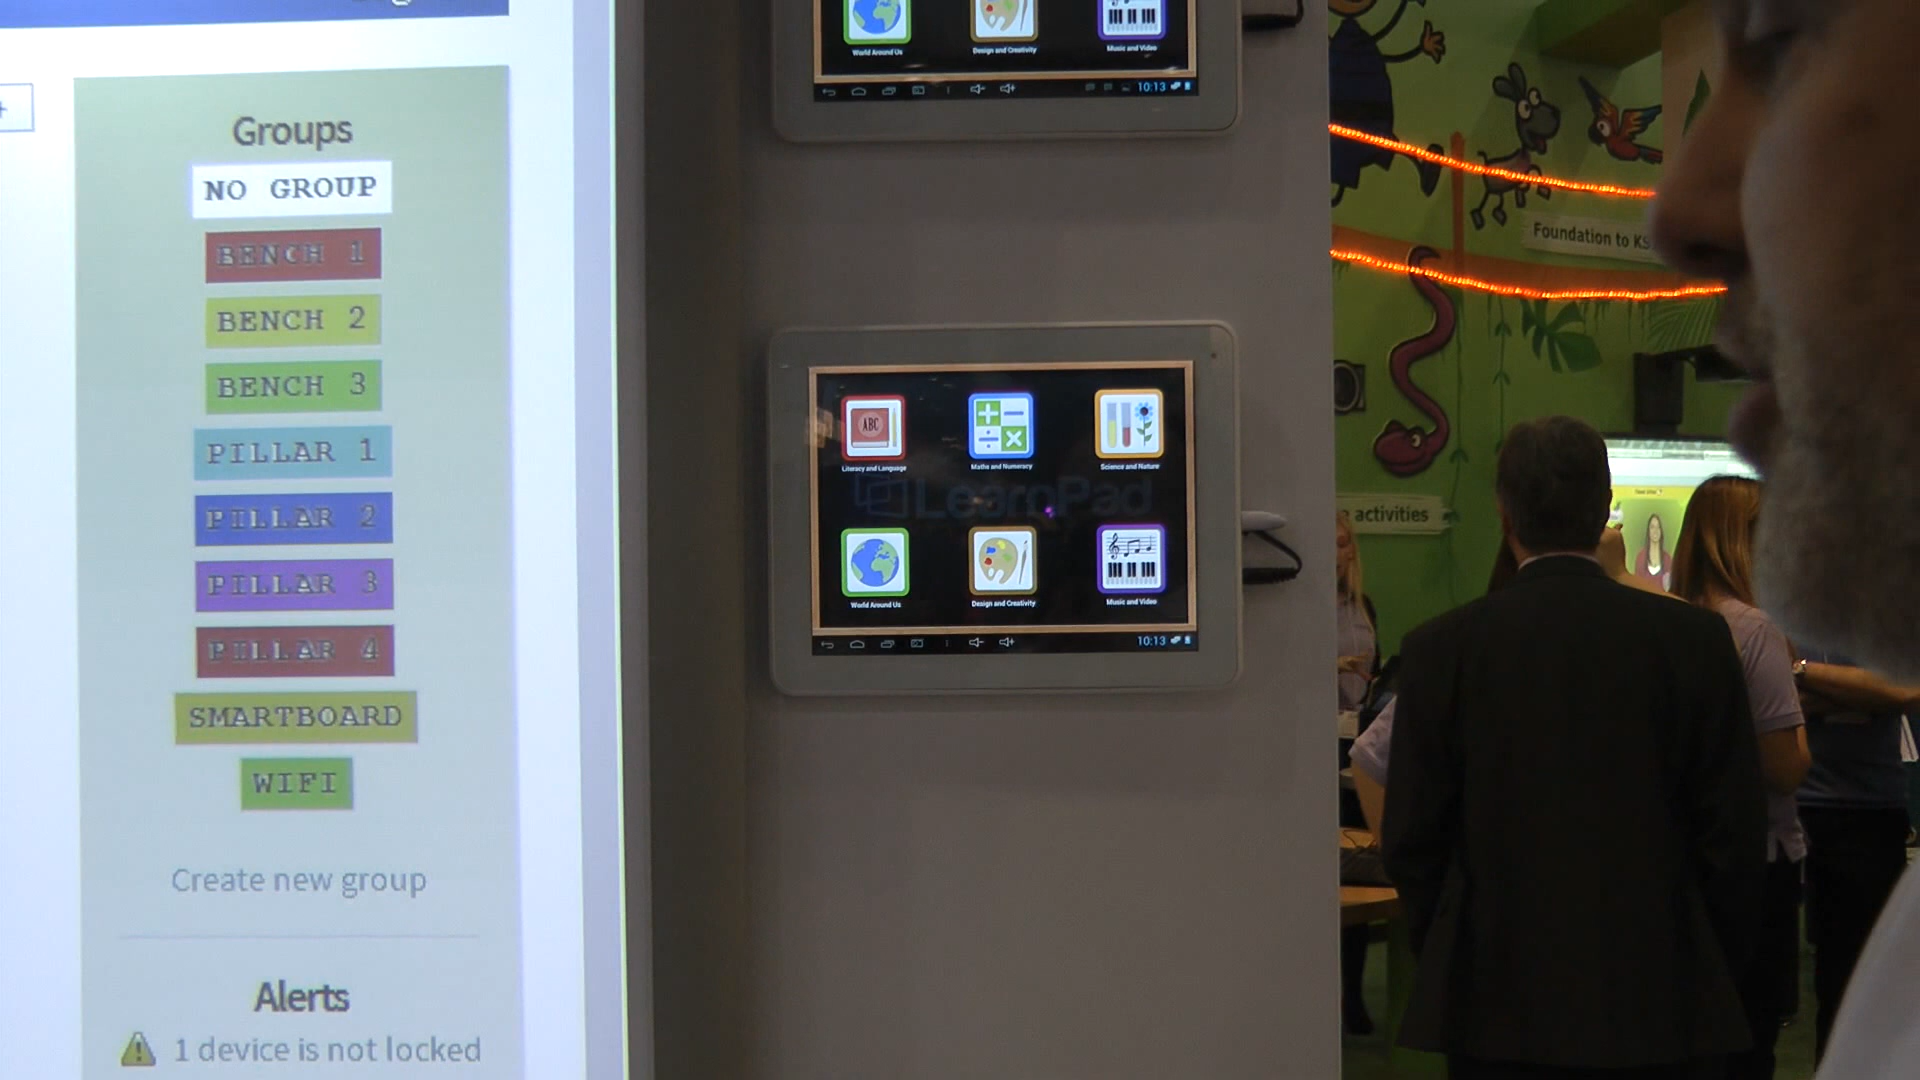 +
Groups
NO GROUP
BENCH 1
BENCH 2
BENCH 3
PILLAR 1
PILLAR 2
PILLAR 3
PILLAR 4
SMARTBOARD
WIFI
Create new group
Alerts
1 device is not locked
World Around Us
Design and Creativity
Music and Video
10:13
ABC
Literacy and Language
Maths and Numeracy
Science and Nature
LearnPad
World Around Us
Design and Creativity
Music and Video
10:13
Foundation to KS
activities